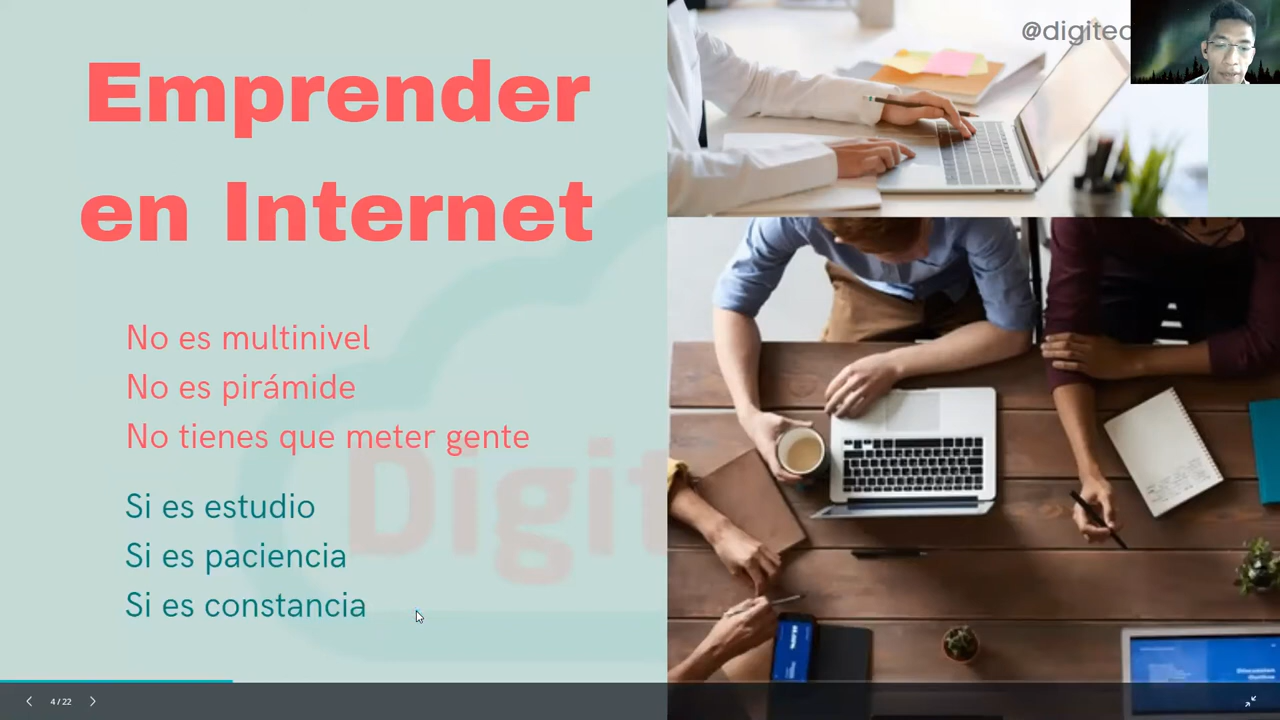 Emprender
en Internet
@digitec
No es multinivel
No es pirámide
No tienes que meter gente
Si es estudio
Si es paciencia
Si es constancia
Digit
4 / 22